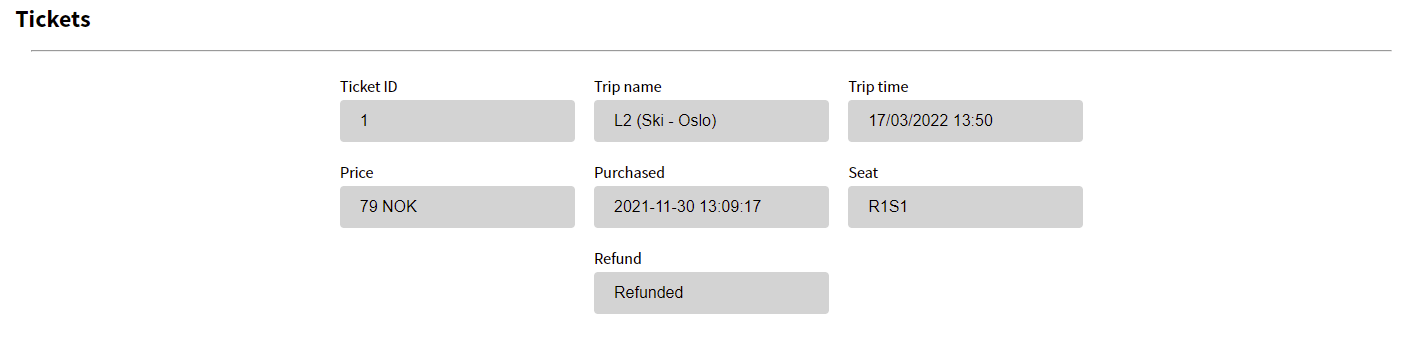 Tickets
Ticket ID Trip name Trip time
1 L2 (Ski - Oslo) 17/03/2022 13:50
Price Purchased Seat
79 NOK 2021-11-30 13:09:17 R1S1
Refund
Refunded